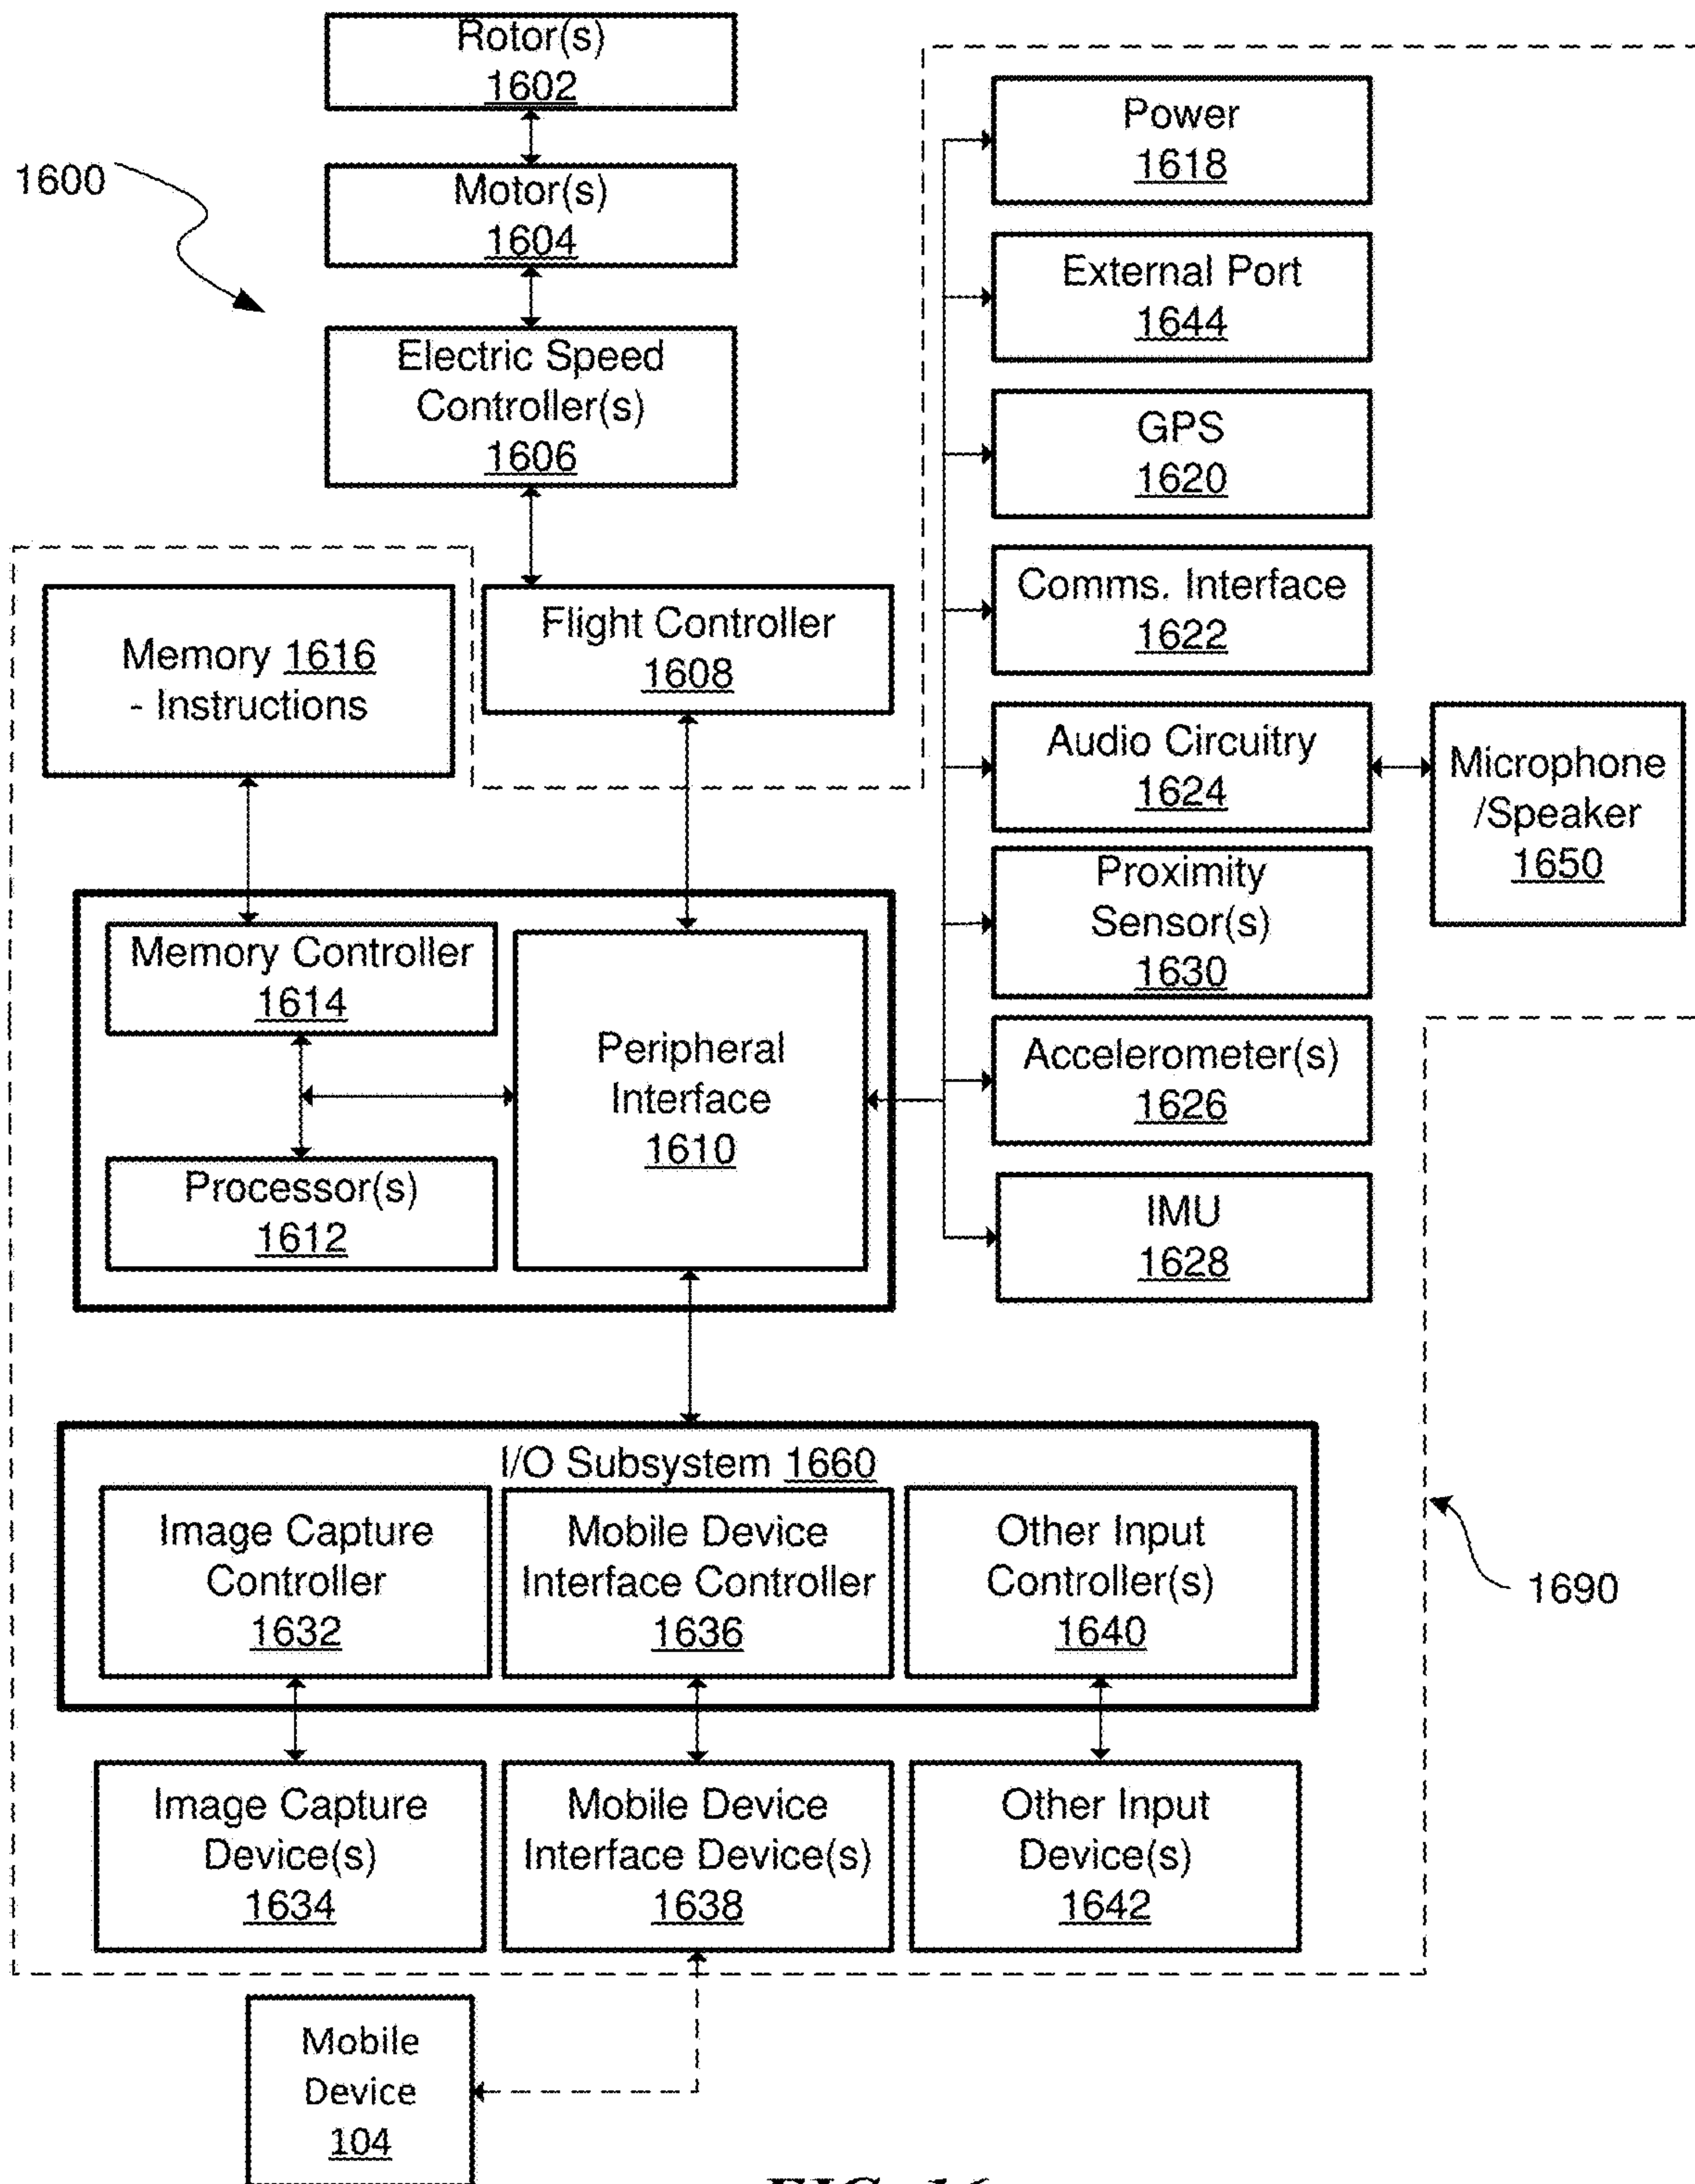 Rotor(s)
1602
1600
Motor(s)
1604
Electric Speed
Controller(s)
1606
Flight Controller
1608
Memory 1616
- Instructions
Power
1618
External Port
1644
GPS
1620
Comms. Interface
1622
Audio Circuitry
1624
Microphone
/Speaker
1650
Proximity
Sensor(s)
1630
Accelerometer(s)
1626
IMU
1628
Memory Controller
1614
Peripheral
Interface
1610
Processor(s)
1612
I/O Subsystem 1660
Image Capture
Controller
1632
Mobile Device
Interface Controller
1636
Other Input
Controller(s)
1640
1690
Image Capture
Device(s)
1634
Mobile Device
Interface Device(s)
1638
Other Input
Device(s)
1642
Mobile
Device
104